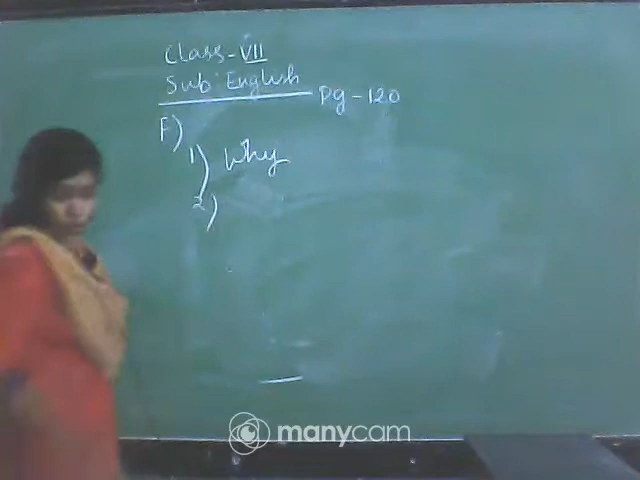 Class-VII
Sub English
Pg-120
F)
1) Why
2)
manycam